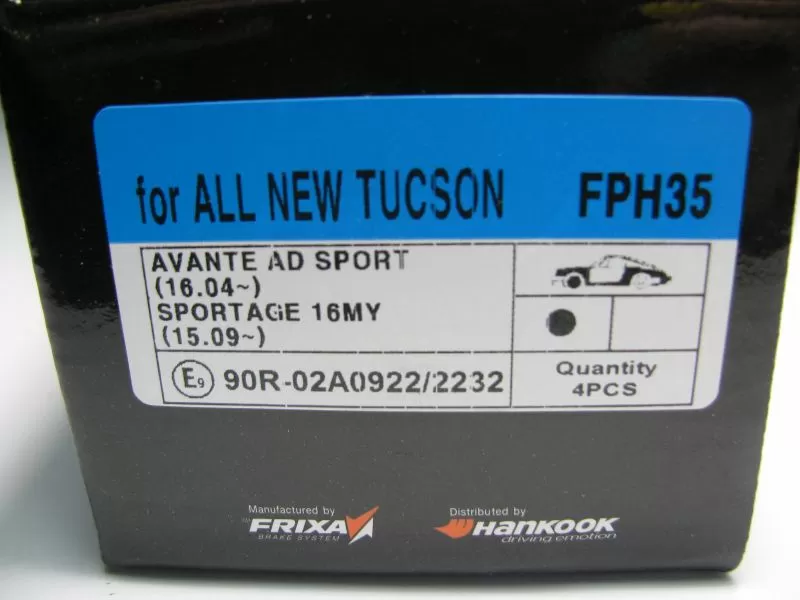 for ALL NEW TUCSON FPH35
AVANTE AD SPORT
(16.04~)
SPORTAGE 16MY
(15.09~)
E9 90R-02A0922/2232
Quantity
4PCS
Manufactured by
™FRIXA
BRAKE SYSTEM
Distributed by
HANKOOK
driving emotion